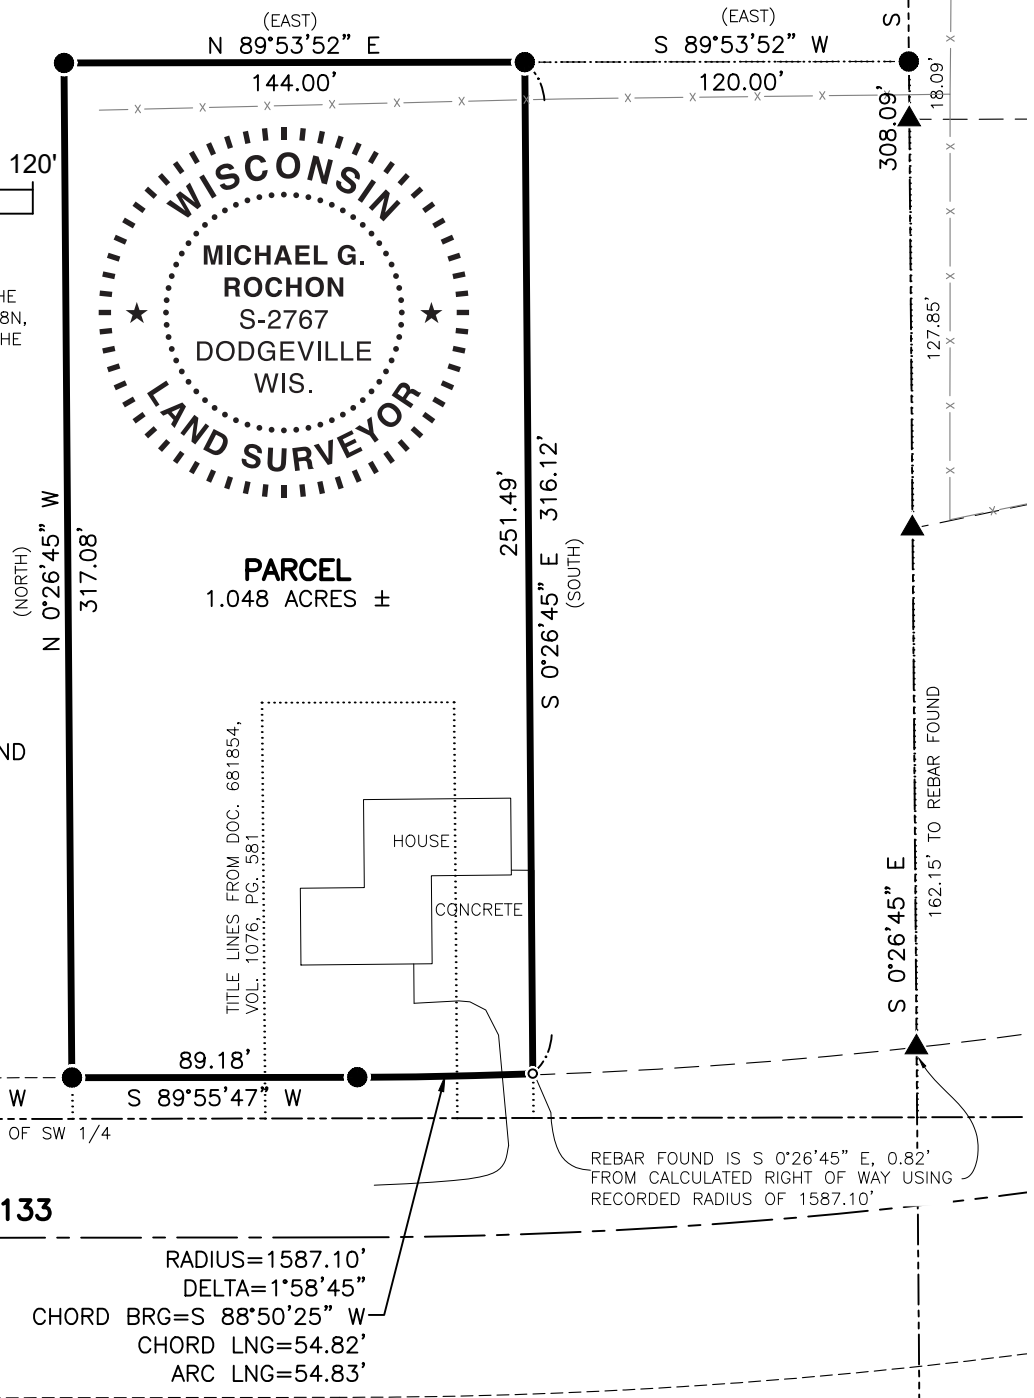 (EAST)
N 89°53'52" E
144.00'
(EAST)
S 89°53'52" W
120.00'
S
308.09'
18.09'
120'
WISCONSIN
MICHAEL G.
ROCHON
S-2767
DODGEVILLE
WIS.
LAND SURVEYOR
HE
8N,
HE
127.85'
(NORTH)
N 0°26'45" W
317.08'
251.49'
S 0°26'45" E 316.12'
(SOUTH)
PARCEL
1.048 ACRES ±
ND
TITLE LINES FROM DOC. 681854,
VOL. 1076, PG. 581
HOUSE
CONCRETE
S 0°26'45" E
162.15' TO REBAR FOUND
89.18'
W
S 89°55'47" W
OF SW 1/4
REBAR FOUND IS S 0°26'45" E, 0.82'
FROM CALCULATED RIGHT OF WAY USING
RECORDED RADIUS OF 1587.10'
133
RADIUS=1587.10'
DELTA=1°58'45"
CHORD BRG=S 88°50'25" W
CHORD LNG=54.82'
ARC LNG=54.83'